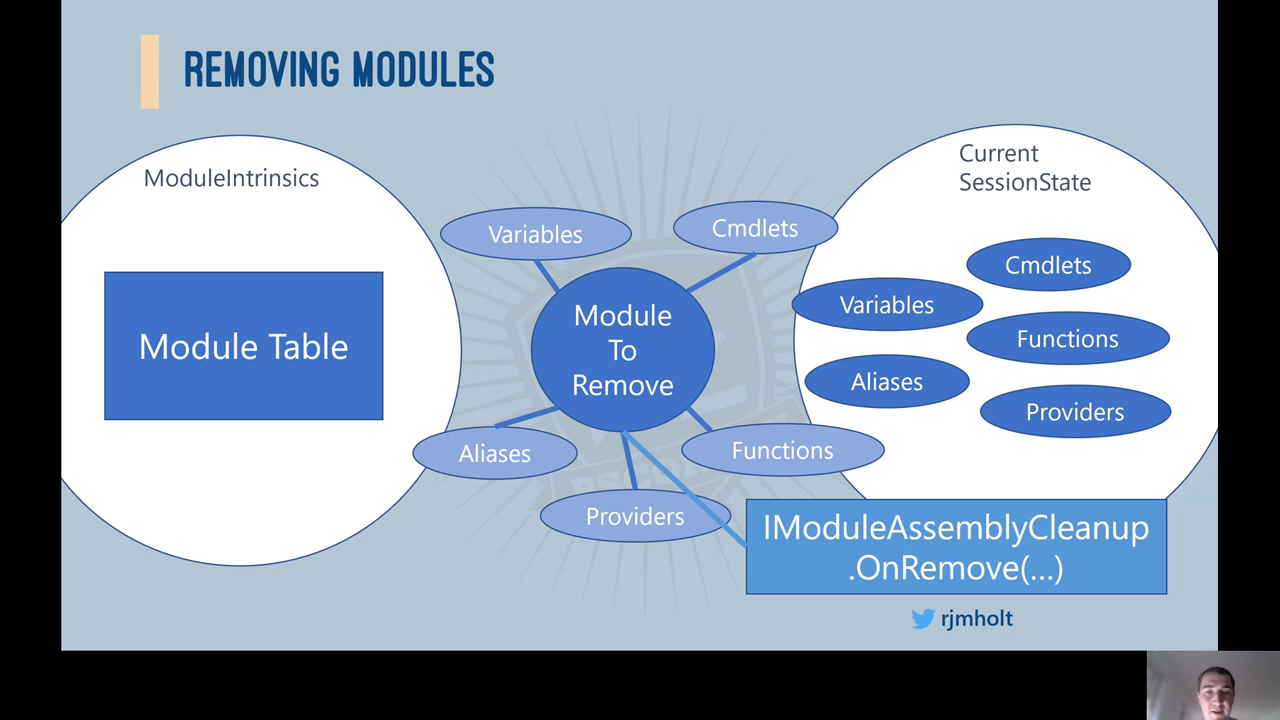 REMOVING MODULES
ModuleIntrinsics
Module Table
Variables
Cmdlets
Module
To
Remove
Aliases
Functions
Providers
Current
SessionState
Cmdlets
Variables
Functions
Aliases
Providers
IModuleAssemblyCleanup
.OnRemove(...)
rjmholt